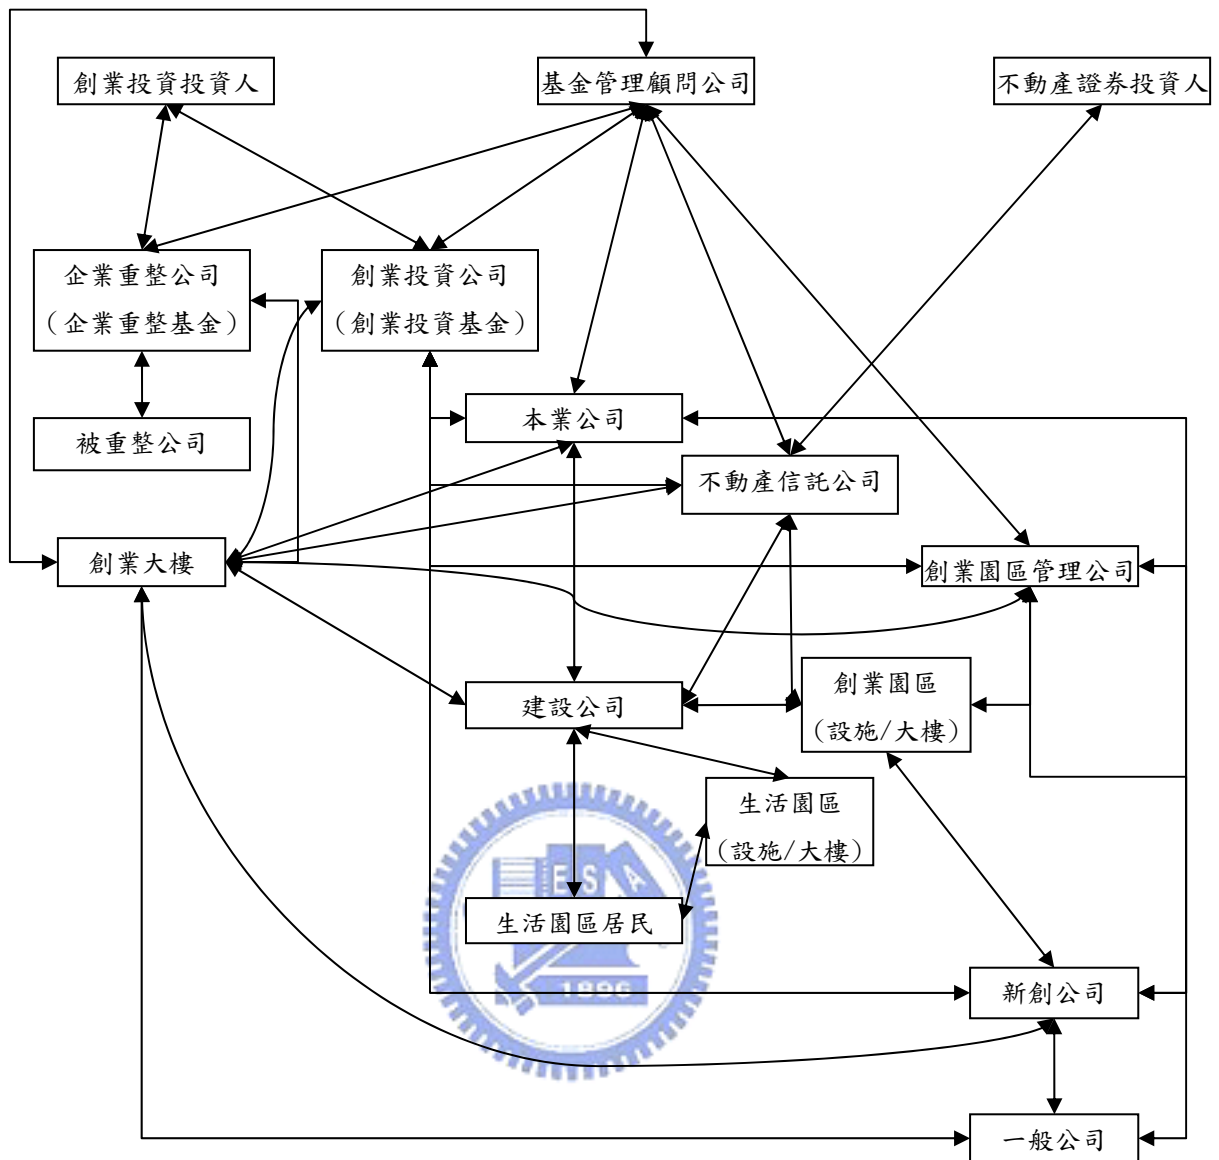 創業投資投資人
基金管理顧問公司
不動產證券投資人
企業重整公司
（企業重整基金）
創業投資公司
（創業投資基金）
本業公司
被重整公司
不動產信託公司
創業大樓
創業園區管理公司
創業園區
（設施/大樓）
建設公司
生活園區
（設施/大樓）
ESA
生活園區居民
1896
新創公司
一般公司